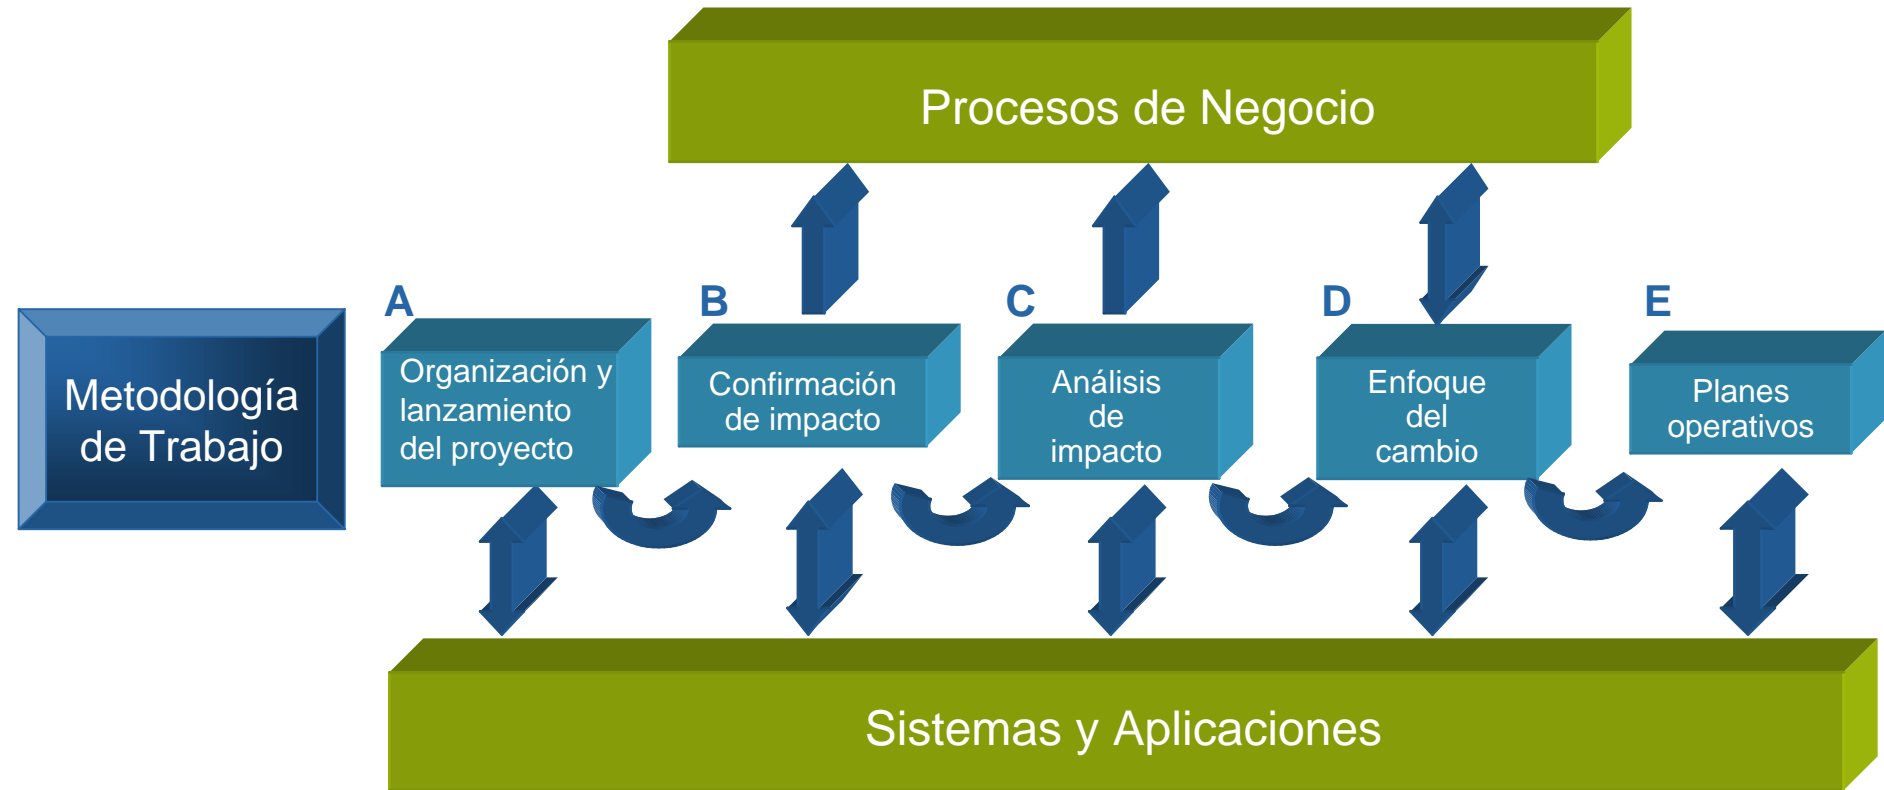 Procesos de Negocio
Metodología
de Trabajo
A
Organización y
lanzamiento
del proyecto
B
Confirmación
de impacto
C
Análisis
de
impacto
D
Enfoque
del
cambio
E
Planes
operativos
Sistemas y Aplicaciones